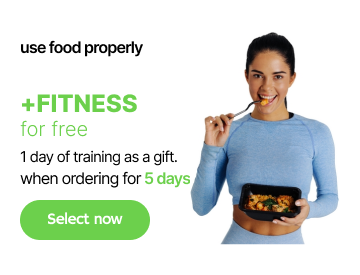 use food properly
+FITNESS
for free
1 day of training as a gift.
when ordering for 5 days
Select now